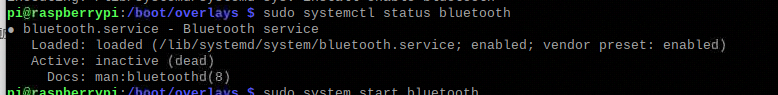 pi@raspberrypi:/boot/overlays $ sudo systemctl status bluetooth
● bluetooth.service - Bluetooth service
Loaded: loaded (/lib/systemd/system/bluetooth.service; enabled; vendor preset: enabled)
Active: inactive (dead)
Docs: man:bluetoothd(8)
pi@raspberrypi:/boot/overlays $ sudo system start bluetooth